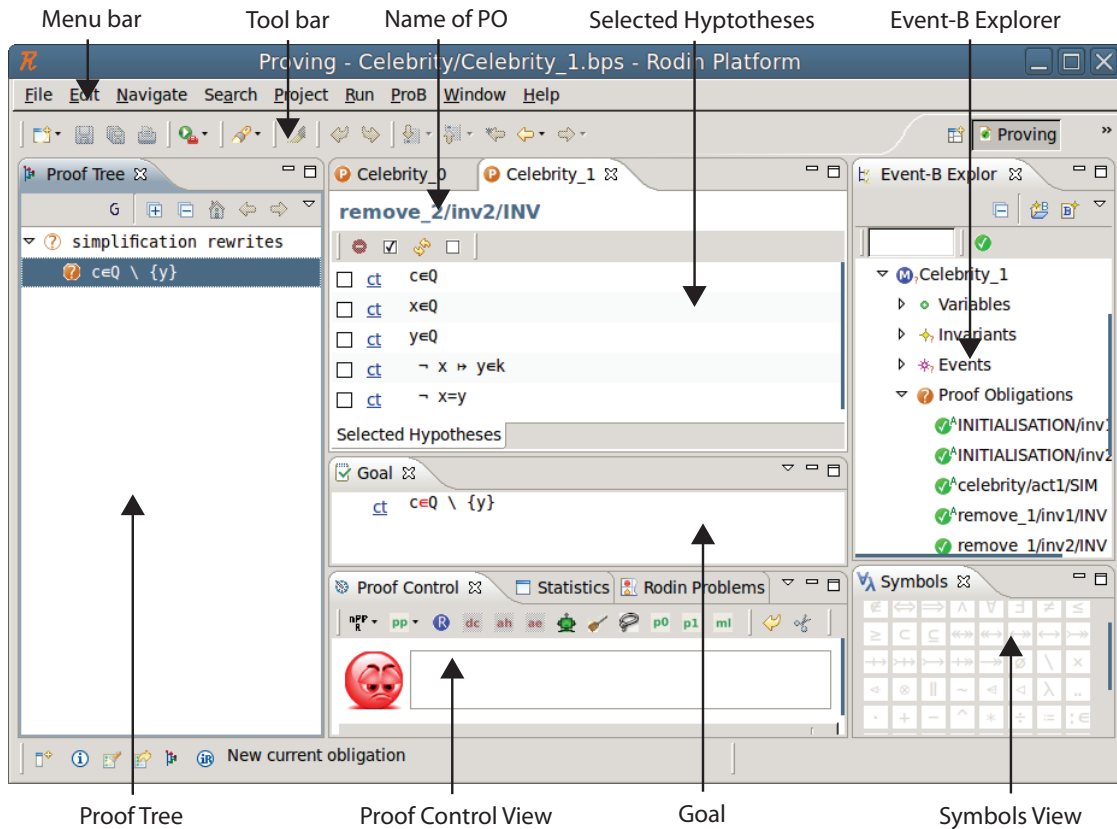 Menu bar
Tool bar
Name of PO
Selected Hyptotheses
Event-B Explorer
Proving - Celebrity/Celebrity_1.bps - Rodin Platform
File Edit Navigate Search Project Run ProB Window Help
Proving
»
Proof Tree
G
simplification rewrites
c∈Q \ {y}
Celebrity_0
Celebrity_1
remove_2/inv2/INV
ct c∈Q
ct x∈Q
ct y∈Q
ct ¬ x ↦ y∈k
ct ¬ x=y
Selected Hypotheses
Goal
ct c∈Q \ {y}
Proof Control
Statistics
Rodin Problems
nPP R pp R dc ah ae p0 p1 ml
Event-B Explor
Celebrity_1
Variables
Invariants
Events
Proof Obligations
INITIALISATION/inv1
INITIALISATION/inv2
celebrity/act1/SIM
remove_1/inv1/INV
remove_1/inv2/INV
Symbols
∉ ⇔ ⇒ ∧ ∀ ∃ ≠ ≤
≥ ⊂ ⊆
∅ \ ×
∥ ∼ λ ‥
· + − ^ ∗ ÷ ≔ :∈
New current obligation
Proof Tree
Proof Control View
Goal
Symbols View